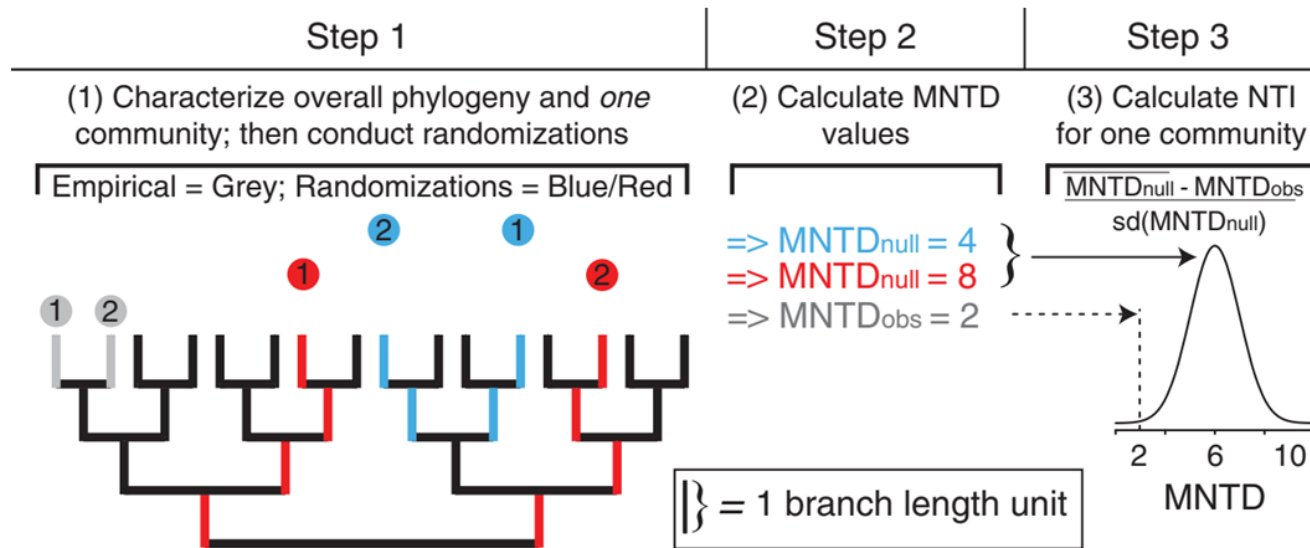 Step 1
Step 2
Step 3
(1) Characterize overall phylogeny and one
community; then conduct randomizations
(2) Calculate MNTD
values
(3) Calculate NTI
for one community
Empirical = Grey; Randomizations = Blue/Red
2
1
1
2
1
2
=> MNTDnull = 4
=> MNTDnull = 8
=> MNTDobs = 2
MNTDnull - MNTDobs
sd(MNTDnull)
2 6 10
MNTD
|} = 1 branch length unit